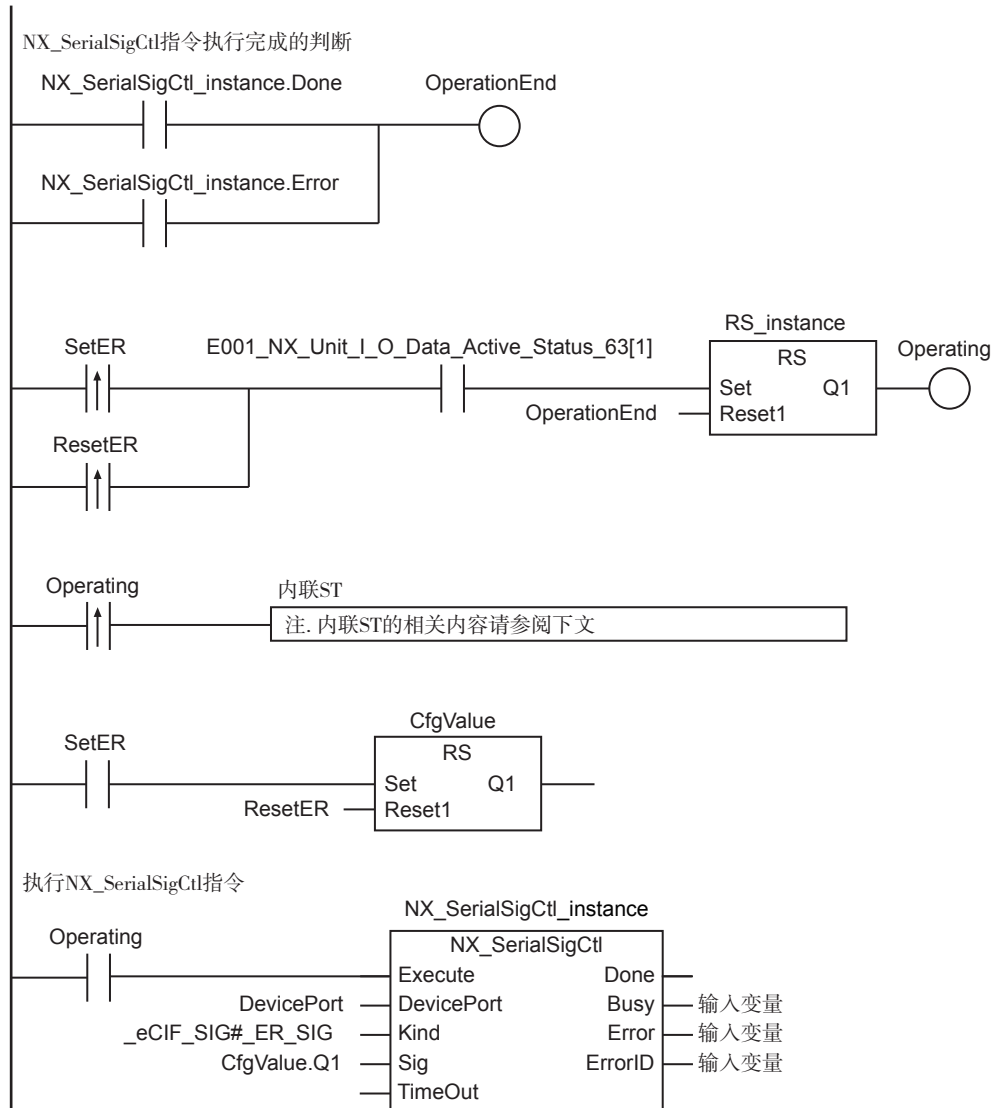 NX_SerialSigCtl指令执行完成的判断
NX_SerialSigCtl_instance.Done
OperationEnd
NX_SerialSigCtl_instance.Error
RS_instance
SetER
E001_NX_Unit_I_O_Data_Active_Status_63[1]
RS
Operating
Set
Q1
OperationEnd
Reset1
ResetER
Operating
内联ST
注. 内联ST的相关内容请参阅下文
CfgValue
SetER
RS
Set
Q1
ResetER
Reset1
执行NX_SerialSigCtl指令
NX_SerialSigCtl_instance
Operating
NX_SerialSigCtl
Execute
Done
DevicePort
DevicePort
Busy
输入变量
_eCIF_SIG#_ER_SIG
Kind
Error
输入变量
CfgValue.Q1
Sig
ErrorID
输入变量
TimeOut